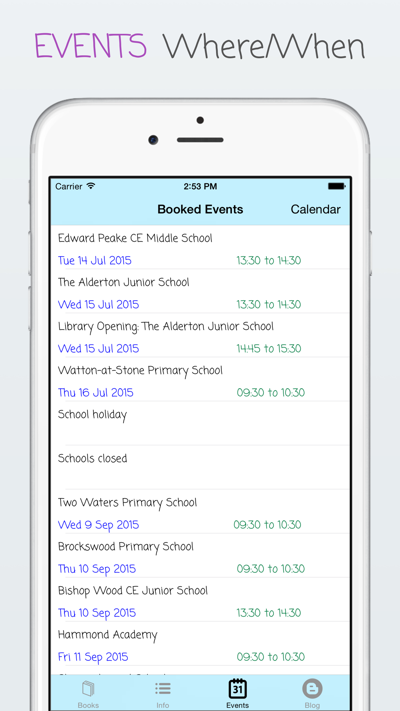 EVENTS Where/When
Carrier 2:53 PM
Booked Events Calendar
Edward Peake CE Middle School
Tue 14 Jul 2015 13:30 to 14:30
The Alderton Junior School
Wed 15 Jul 2015 13:30 to 14:30
Library Opening: The Alderton Junior School
Wed 15 Jul 2015 14:45 to 15:30
Watton-at-Stone Primary School
Thu 16 Jul 2015 09:30 to 10:30
School holiday
Schools closed
Two Waters Primary School
Wed 9 Sep 2015 09:30 to 10:30
Brockswood Primary School
Thu 10 Sep 2015 09:30 to 10:30
Bishop Wood CE Junior School
Thu 10 Sep 2015 13:30 to 14:30
Hammond Academy
Fri 11 Sep 2015 09:30 to 10:30
31
Books Info Events Blog